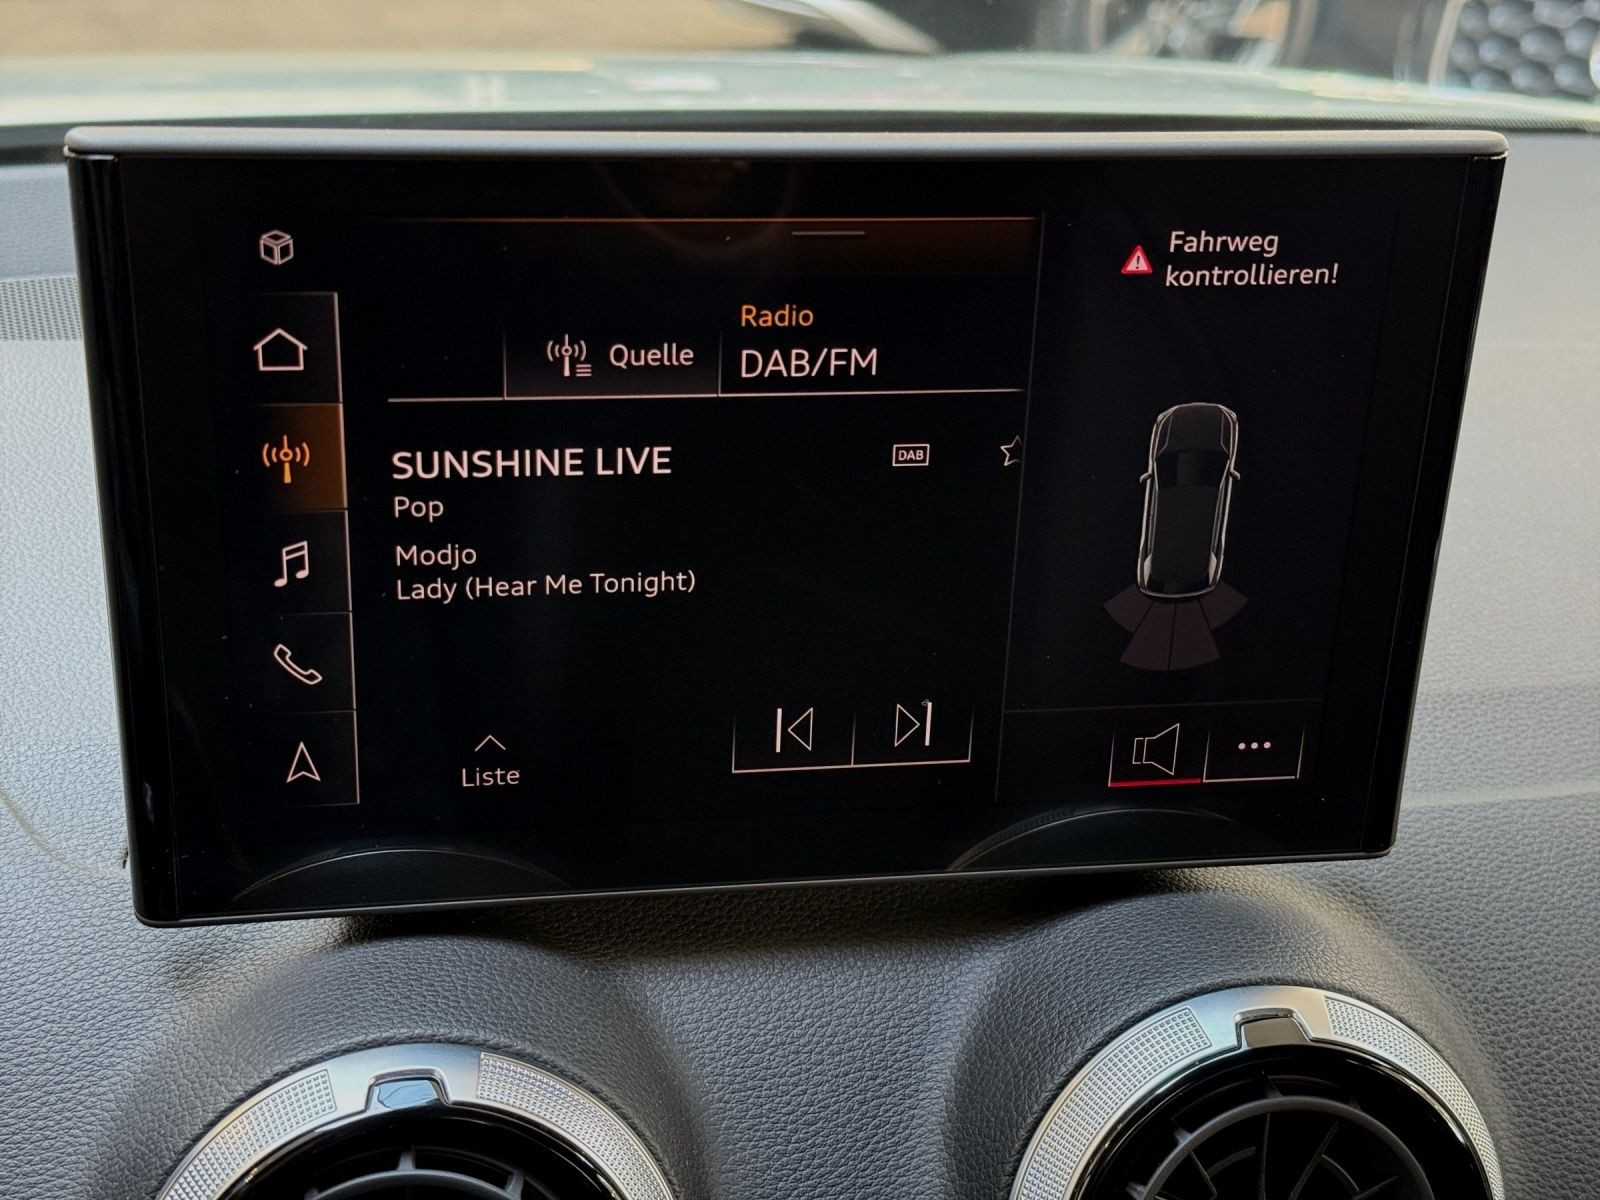 Fahrweg
kontrollieren!
Radio
Quelle
DAB/FM
SUNSHINE LIVE
DAB
Pop
Modjo
Lady (Hear Me Tonight)
Liste